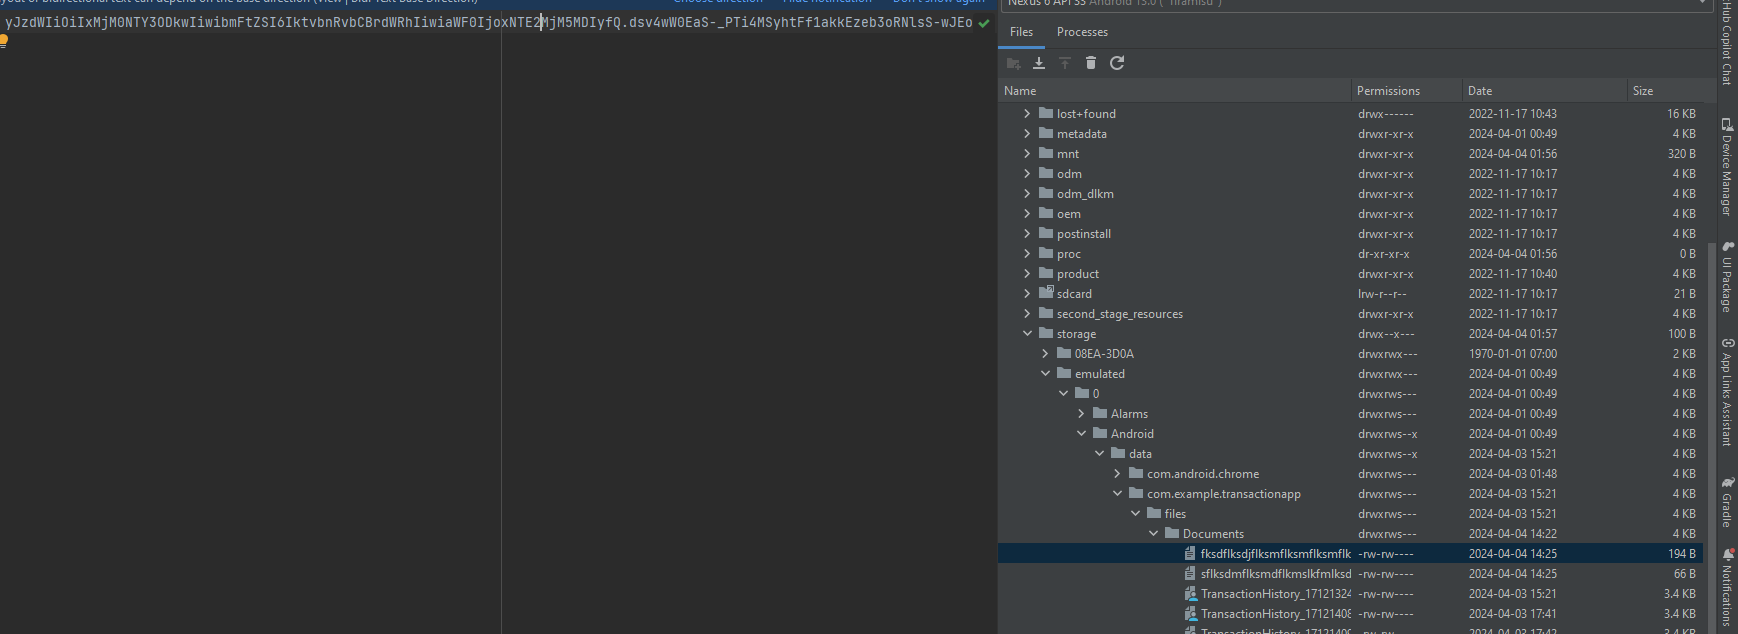 Nexus 6 API 33 Android 13.0 ("Tiramisu")
yJzdWIiOiIxMjM0NTY3ODkwIiwibmFtZSI6IktvbnRvbCBrdWRhIiwiaWF0IjoxNTE2MjM5MDIyfQ.dsv4wW0EaS-_PTi4MSyhtFf1akkEzeb3oRNlsS-wJEo
Files Processes
Name Permissions Date Size
lost+found drwx------ 2022-11-17 10:43 16 KB
metadata drwxr-xr-x 2024-04-01 00:49 4 KB
mnt drwxr-xr-x 2024-04-04 01:56 320 B
odm drwxr-xr-x 2022-11-17 10:17 4 KB
odm_dlkm drwxr-xr-x 2022-11-17 10:17 4 KB
oem drwxr-xr-x 2022-11-17 10:17 4 KB
postinstall drwxr-xr-x 2022-11-17 10:17 4 KB
proc dr-xr-xr-x 2024-04-04 01:56 0 B
product drwxr-xr-x 2022-11-17 10:40 4 KB
sdcard lrw-r--r-- 2022-11-17 10:17 21 B
second_stage_resources drwxr-xr-x 2022-11-17 10:17 4 KB
storage drwx--x--- 2024-04-04 01:57 100 B
08EA-3D0A drwxrwx--- 1970-01-01 07:00 2 KB
emulated drwxrwx--- 2024-04-01 00:49 4 KB
0 drwxrws--- 2024-04-01 00:49 4 KB
Alarms drwxrws--- 2024-04-01 00:49 4 KB
Android drwxrws--x 2024-04-01 00:49 4 KB
data drwxrws--x 2024-04-03 15:21 4 KB
com.android.chrome drwxrws--- 2024-04-03 01:48 4 KB
com.example.transactionapp drwxrws--- 2024-04-03 15:21 4 KB
files drwxrws--- 2024-04-03 15:21 4 KB
Documents drwxrws--- 2024-04-04 14:22 4 KB
fksdflksdjflksmflksmflksmflk -rw-rw---- 2024-04-04 14:25 194 B
sflksdmflksmdflkmslkfmlksd -rw-rw---- 2024-04-04 14:25 66 B
TransactionHistory_17121324 -rw-rw---- 2024-04-03 15:21 3.4 KB
TransactionHistory_17121408 -rw-rw---- 2024-04-03 17:41 3.4 KB
Hub Copilot Chat
Device Manager
UI Package
App Links Assistant
Gradle
Notifications